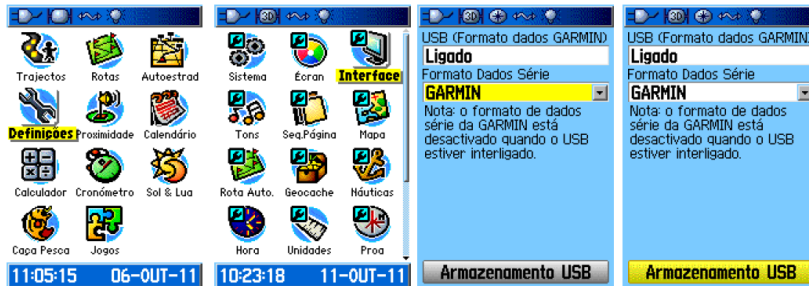 Trajectos Rotas Autoestrad
Definições Proximidade Calendário
Calculador Cronómetro Sol & Lua
Caça Pesca Jogos
11:05:15 06-OUT-11
3D
Sistema Écran Interface
Tons Seq.Página Mapa
Rota Auto. Geocache Náuticas
Hora Unidades Proa
10:23:18 11-OUT-11
3D
USB (Formato dados GARMIN)
Ligado
Formato Dados Série
GARMIN
Nota: o formato de dados
série da GARMIN está
desactivado quando o USB
estiver interligado.
Armazenamento USB
3D
USB (Formato dados GARMIN)
Ligado
Formato Dados Série
GARMIN
Nota: o formato de dados
série da GARMIN está
desactivado quando o USB
estiver interligado.
Armazenamento USB